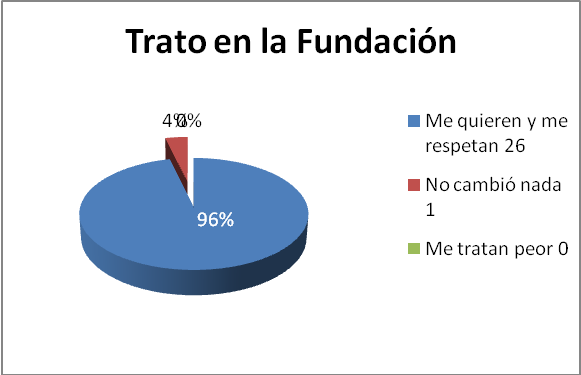 Trato en la Fundación
4%
0%
96%
Me quieren y me
respetan 26
No cambió nada
1
Me tratan peor 0